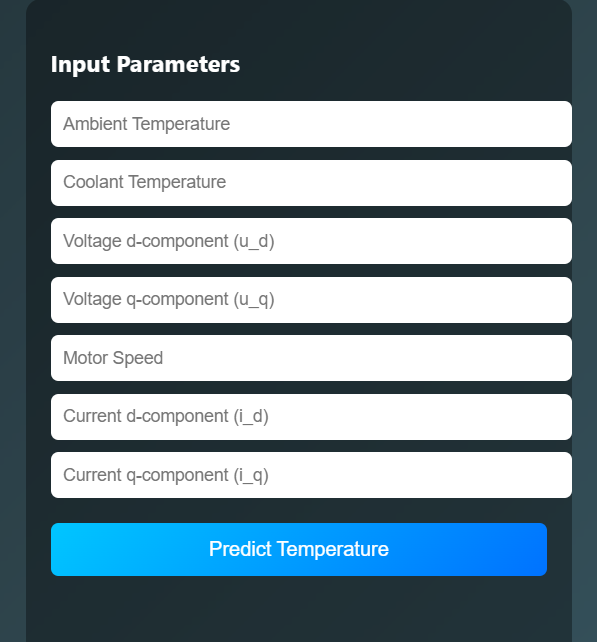 Input Parameters
Ambient Temperature
Coolant Temperature
Voltage d-component (u_d)
Voltage q-component (u_q)
Motor Speed
Current d-component (i_d)
Current q-component (i_q)
Predict Temperature